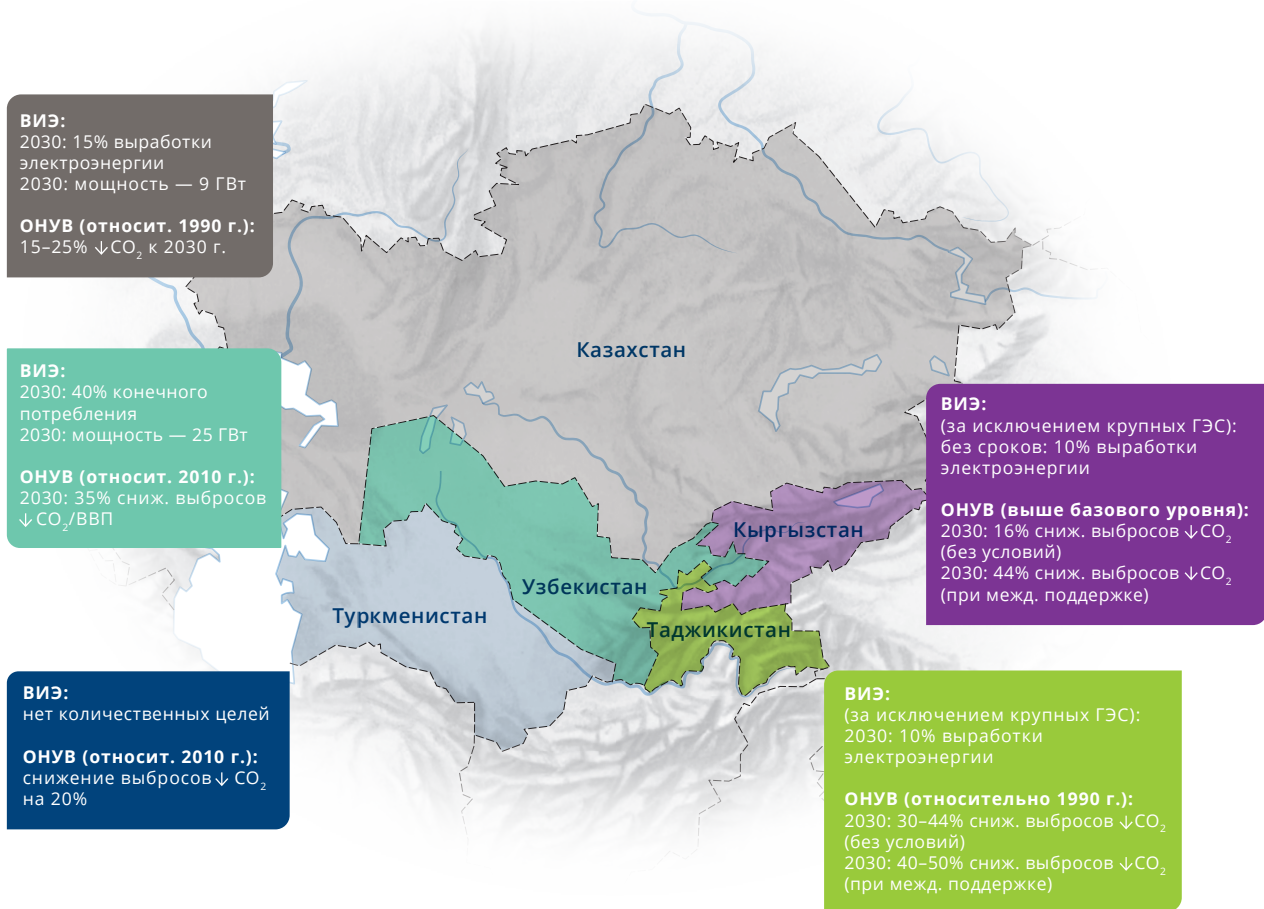 ВИЭ:
2030: 15% выработки
электроэнергии
2030: мощность — 9 ГВт
ОНУВ (относит. 1990 г.):
15–25% ↓CO₂ к 2030 г.
ВИЭ:
2030: 40% конечного
потребления
2030: мощность — 25 ГВт
ОНУВ (относит. 2010 г.):
2030: 35% сниж. выбросов
↓CO₂/ВВП
ВИЭ:
нет количественных целей
ОНУВ (относит. 2010 г.):
снижение выбросов↓ CO₂
на 20%
Казахстан
Кыргызстан
Узбекистан
Туркменистан
Таджикистан
ВИЭ:
(за исключением крупных ГЭС):
без сроков: 10% выработки
электроэнергии
ОНУВ (выше базового уровня):
2030: 16% сниж. выбросов ↓CO₂
(без условий)
2030: 44% сниж. выбросов ↓CO₂
(при межд. поддержке)
ВИЭ:
(за исключением крупных ГЭС):
2030: 10% выработки
электроэнергии
ОНУВ (относительно 1990 г.):
2030: 30–44% сниж. выбросов ↓CO₂
(без условий)
2030: 40–50% сниж. выбросов ↓CO₂
(при межд. поддержке)